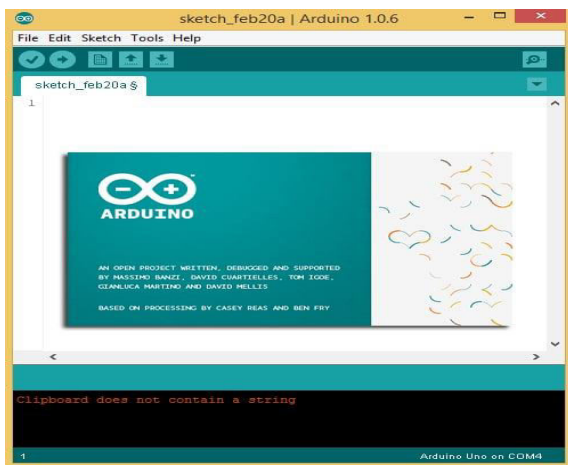 sketch_feb20a | Arduino 1.0.6
File Edit Sketch Tools Help
sketch_feb20a §
1
ARDUINO
AN OPEN PROJECT WRITTEN, DEBUGGED AND SUPPORTED
BY MASSIMO BANZI, DAVID CUARTIELLES, TOM IGOE,
GIANLUCA MARTINO AND DAVID MELLIS
BASED ON PROCESSING BY CASEY REAS AND BEN FRY
Clipboard does not contain a string
1 Arduino Uno on COM4